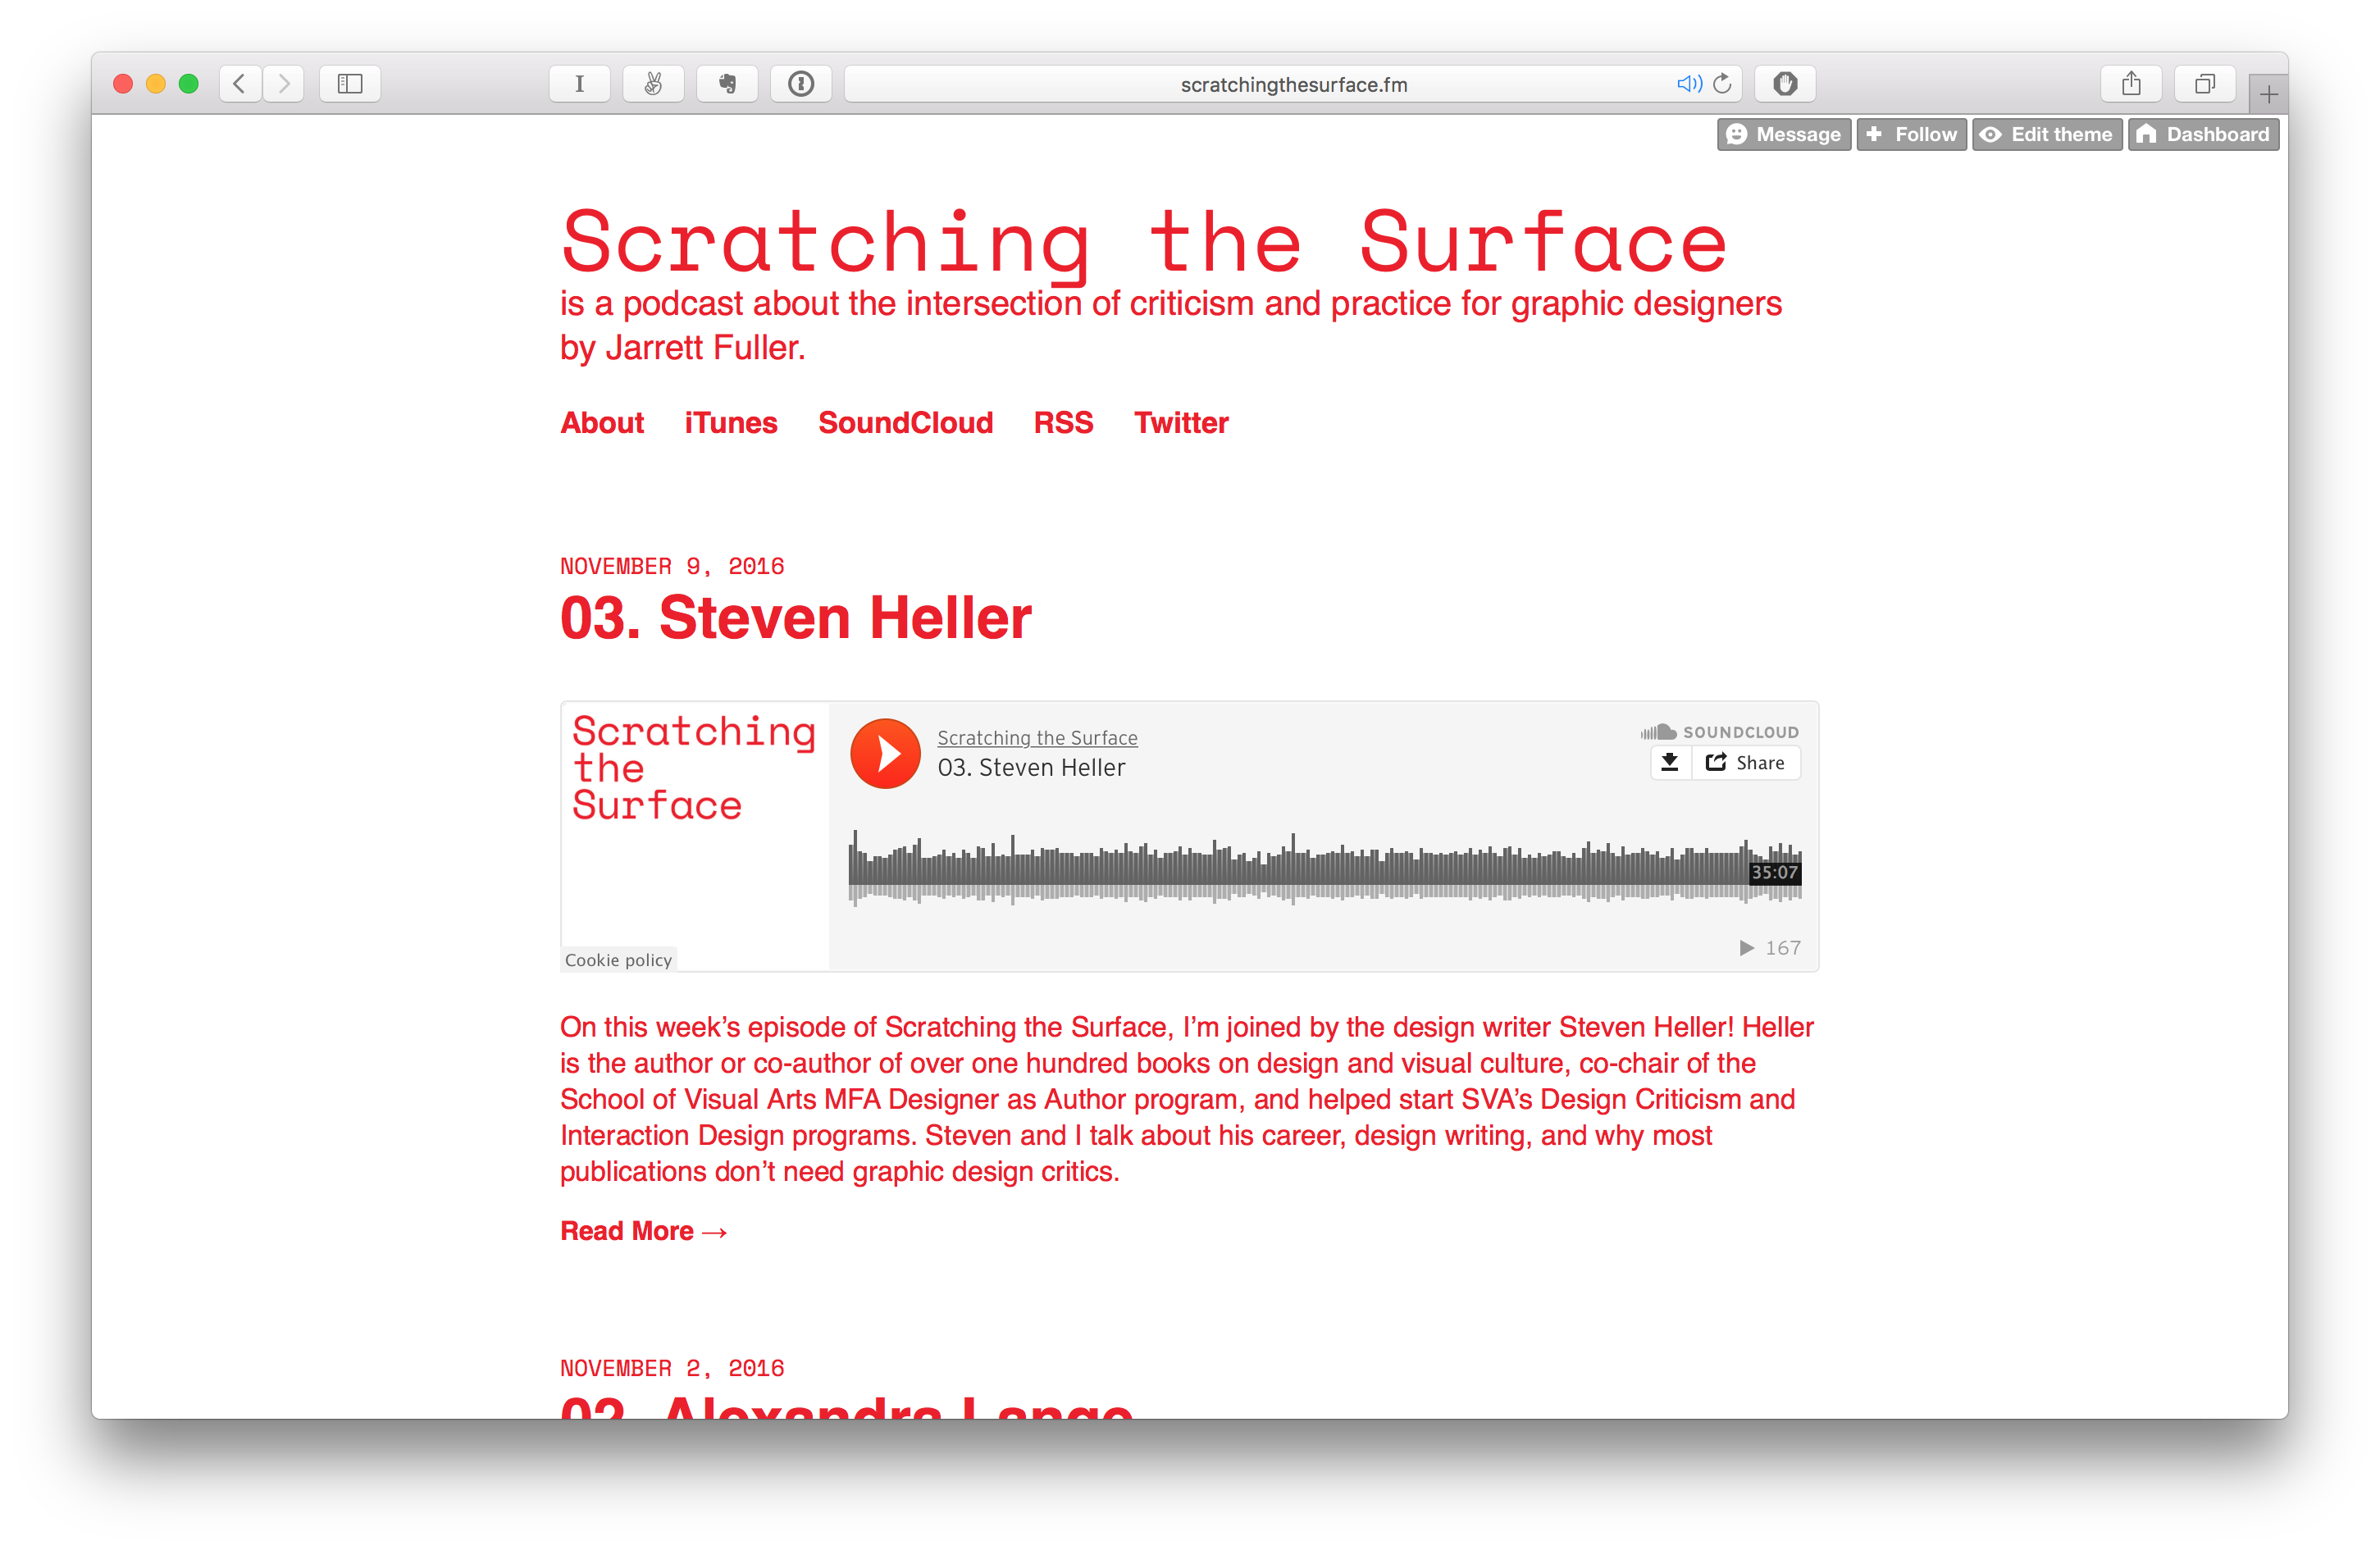 scratchingthesurface.fm
Message Follow Edit theme Dashboard
Scratching the Surface
is a podcast about the intersection of criticism and practice for graphic designers
by Jarrett Fuller.
About iTunes SoundCloud RSS Twitter
NOVEMBER 9, 2016
03. Steven Heller
Scratching
the
Surface
Cookie policy
Scratching the Surface
03. Steven Heller
SOUNDCLOUD
Share
35:07
167
On this week’s episode of Scratching the Surface, I’m joined by the design writer Steven Heller! Heller
is the author or co-author of over one hundred books on design and visual culture, co-chair of the
School of Visual Arts MFA Designer as Author program, and helped start SVA’s Design Criticism and
Interaction Design programs. Steven and I talk about his career, design writing, and why most
publications don’t need graphic design critics.
Read More →
NOVEMBER 2, 2016
02. Alexandra Lange